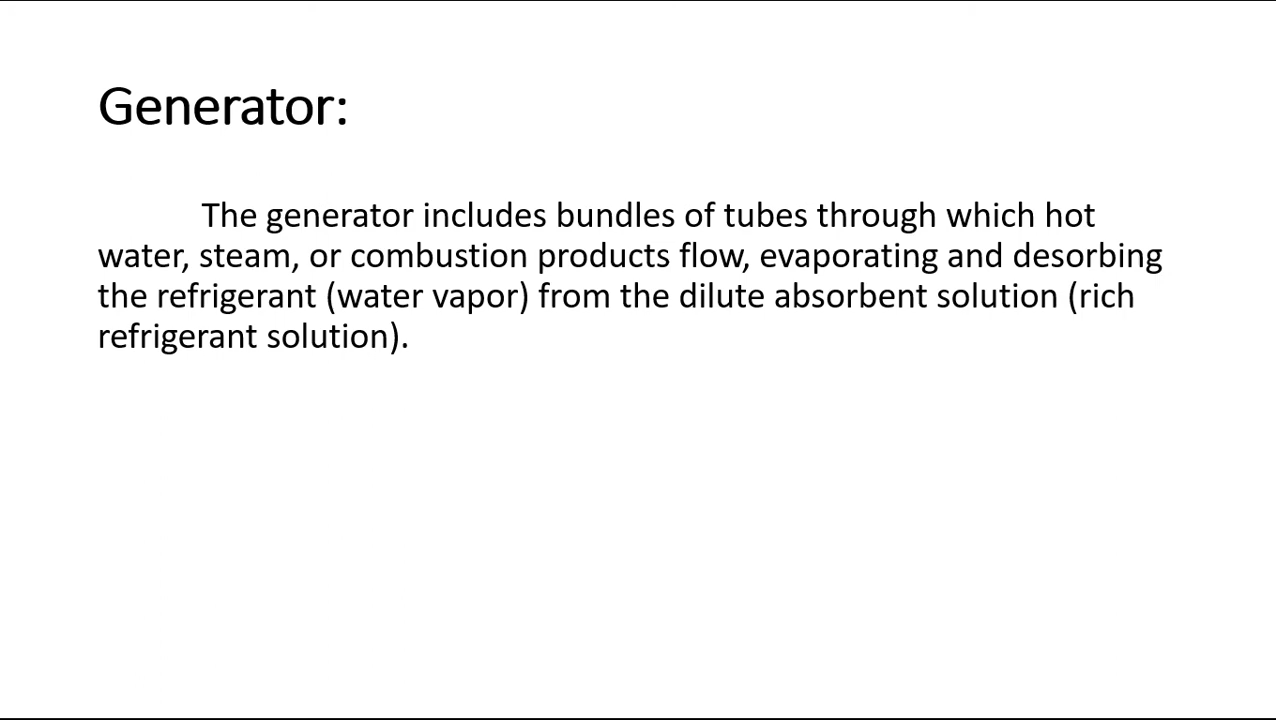 Generator:
The generator includes bundles of tubes through which hot
water, steam, or combustion products flow, evaporating and desorbing
the refrigerant (water vapor) from the dilute absorbent solution (rich
refrigerant solution).